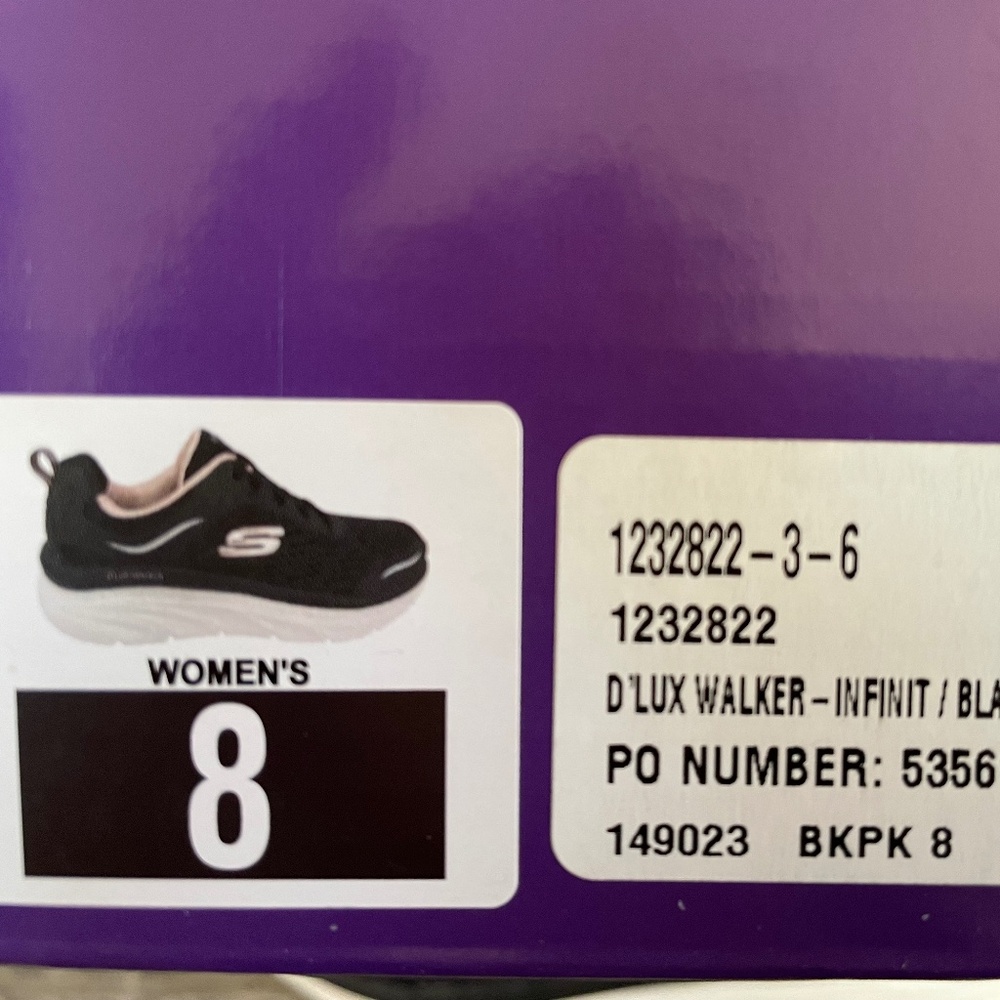 WOMEN'S
8
1232822-3-6
1232822
D'LUX WALKER-INFINIT / BLA
PO NUMBER: 5356
149023 BKPK 8